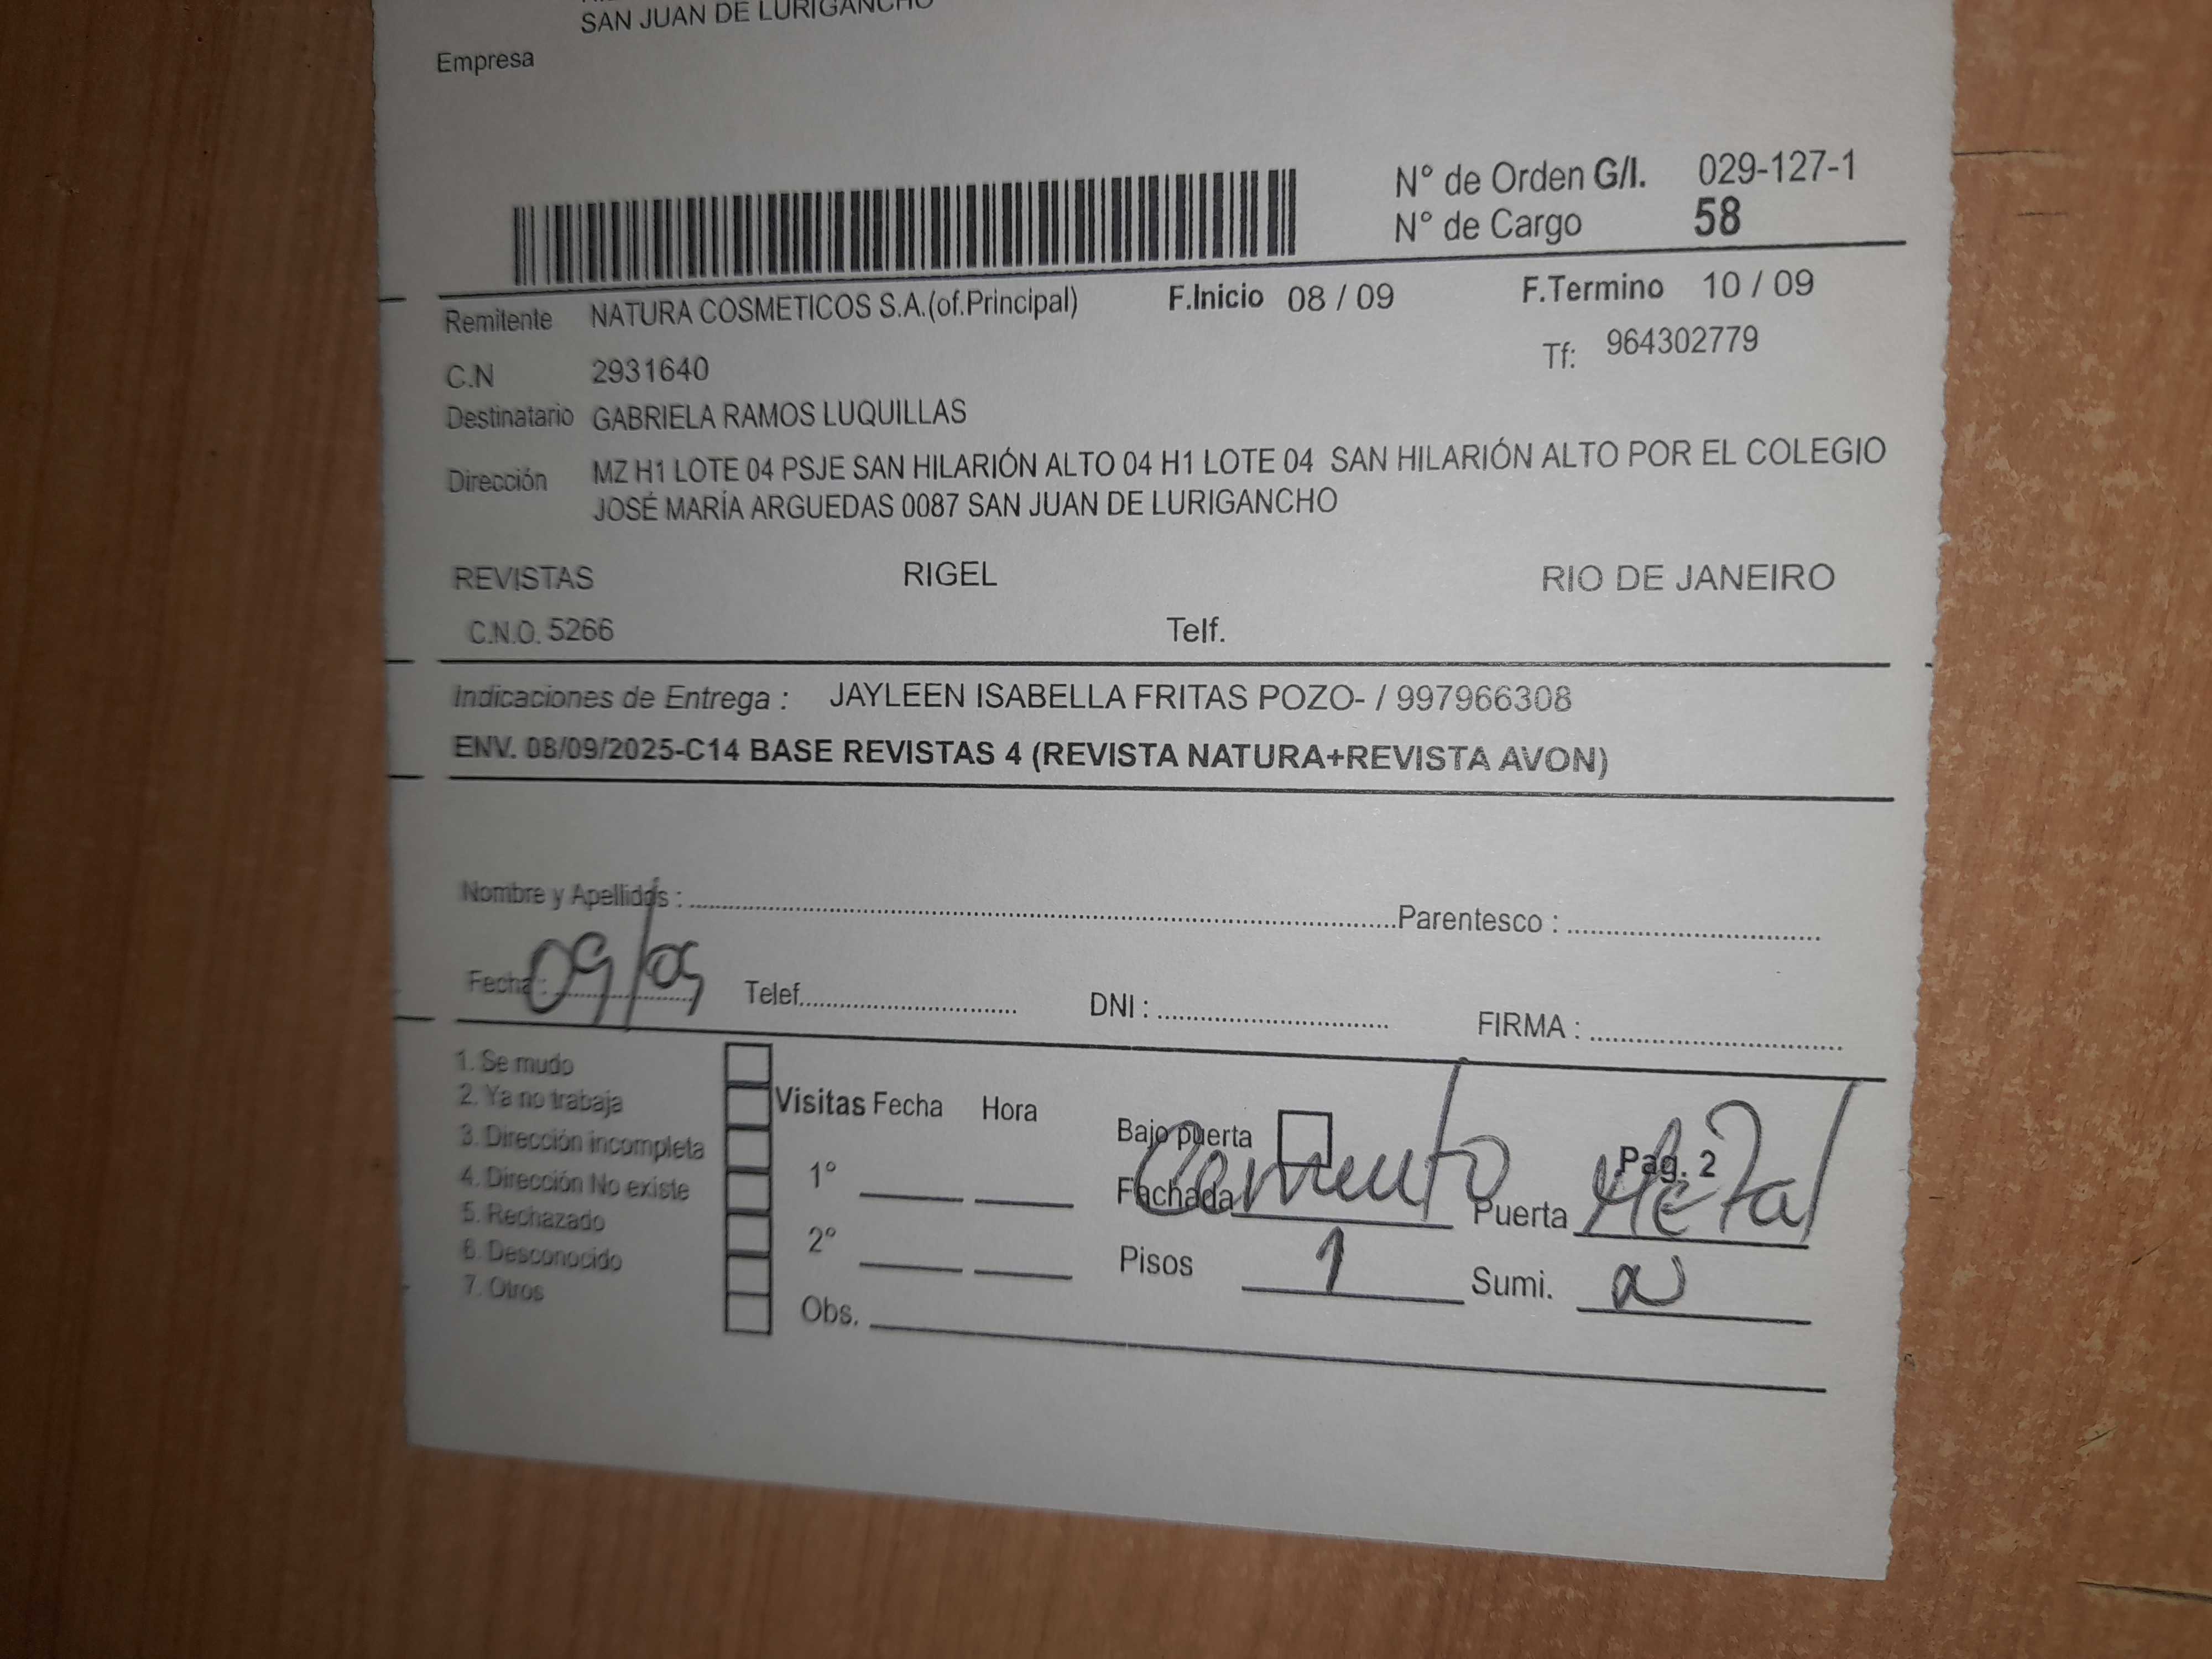 SAN JUAN DE LURIGANCHO
Empresa
N° de Orden G/I. 029-127-1
N° de Cargo 58
Remitente NATURA COSMETICOS S.A.(of.Principal) F.Inicio 08 / 09 F.Termino 10 / 09
C.N 2931640 Tf: 964302779
Destinatario GABRIELA RAMOS LUQUILLAS
Dirección MZ H1 LOTE 04 PSJE SAN HILARIÓN ALTO 04 H1 LOTE 04 SAN HILARIÓN ALTO POR EL COLEGIO
JOSÉ MARÍA ARGUEDAS 0087 SAN JUAN DE LURIGANCHO
REVISTAS RIGEL RIO DE JANEIRO
C.N.O. 5266 Telf.
Indicaciones de Entrega : JAYLEEN ISABELLA FRITAS POZO- / 997966308
ENV. 08/09/2025-C14 BASE REVISTAS 4 (REVISTA NATURA+REVISTA AVON)
Nombre y Apellidos : Parentesco :
Fecha : 09/09 Telef. DNI : FIRMA :
1. Se mudo
2. Ya no trabaja
3. Dirección incompleta
4. Dirección No existe
5. Rechazado
6. Desconocido
7. Otros
Visitas Fecha Hora
1°
2°
Obs.
Bajo puerta Pag. 2
Fachada Cemento Puerta Metal
Pisos 1 Sumi.